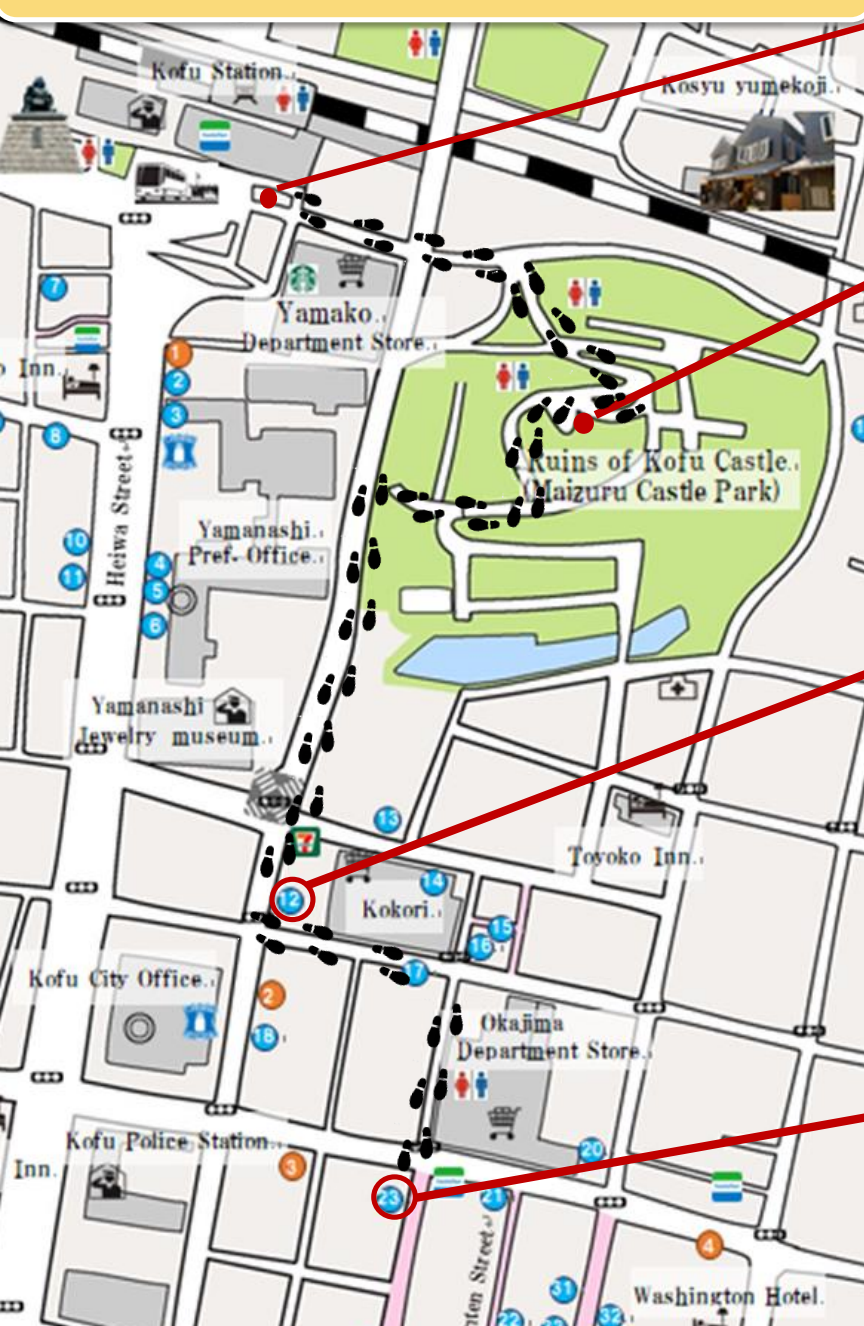 Kofu Station
Kosyu yumekoji
Yamako
Department Store
7
1
2
3
Inn.
8
Heiwa Street
Ruins of Kofu Castle
(Maizuru Castle Park)
Yamanashi
Pref. Office
10
11
4
5
6
Yamanashi
Jewelry museum
13
7
Toyoko Inn
12
14
Kokori
15
16
17
Kofu City Office
2
18
Okajima
Department Store
Kofu Police Station
Inn.
3
20
23
21
4
31
22
32
Washington Hotel.